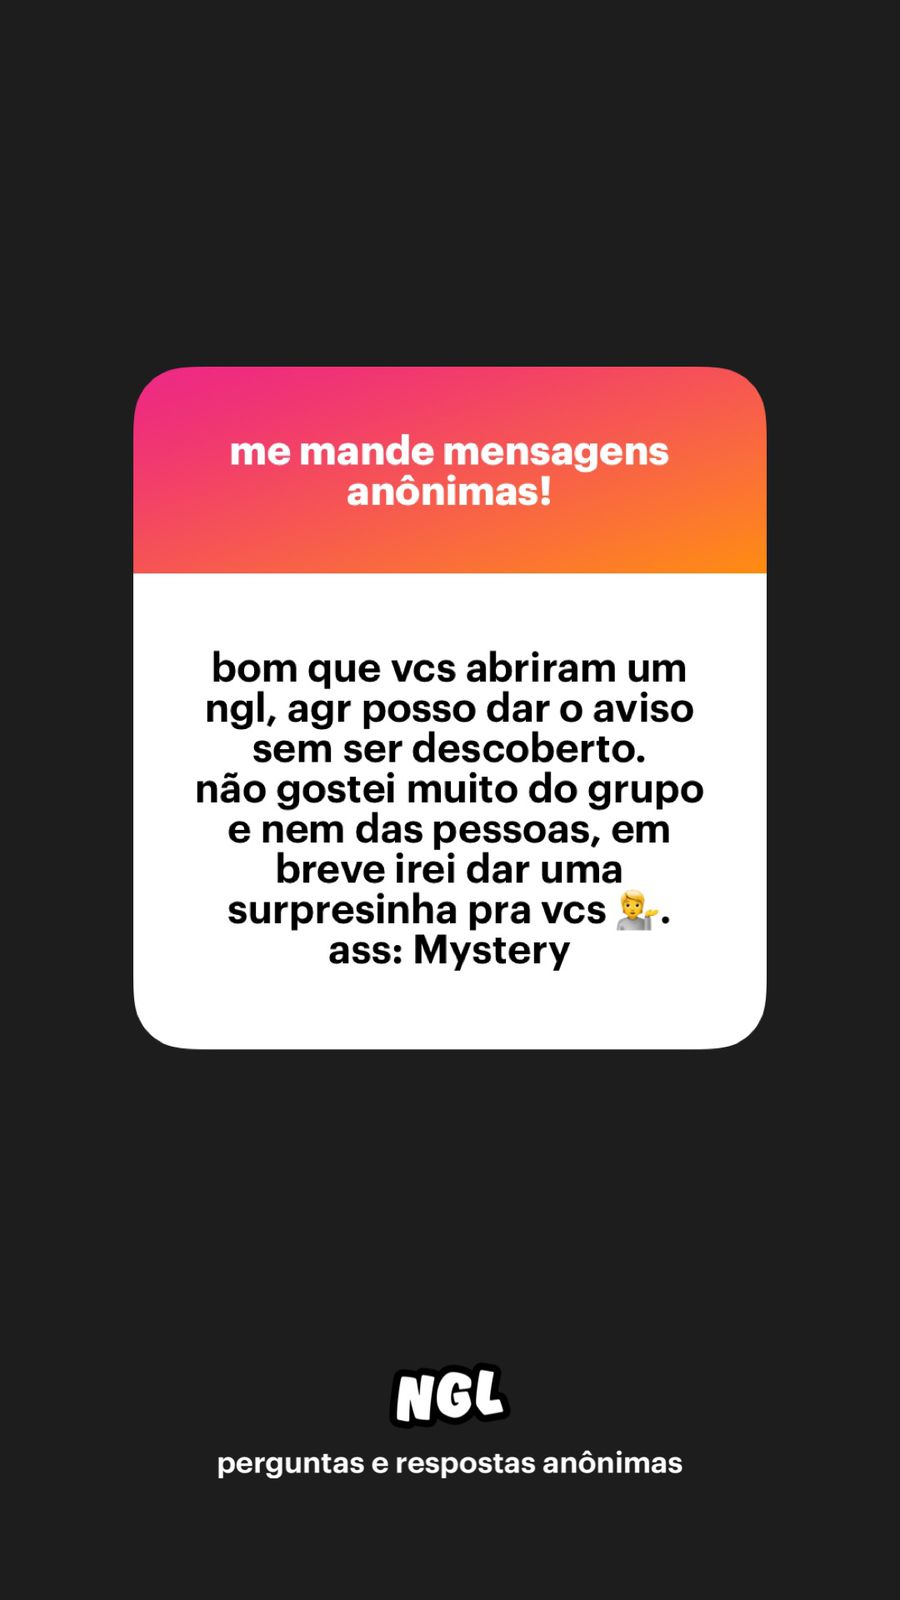 me mande mensagens
anônimas!
bom que vcs abriram um
ngl, agr posso dar o aviso
sem ser descoberto.
não gostei muito do grupo
e nem das pessoas, em
breve irei dar uma
surpresinha pra vcs 💁.
ass: Mystery
NGL
perguntas e respostas anônimas